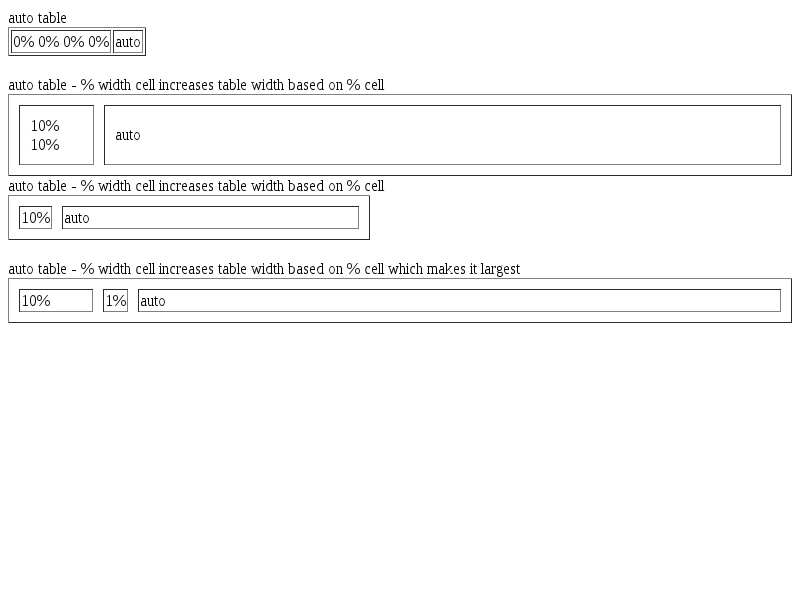 auto table
0% 0% 0% 0% auto
auto table - % width cell increases table width based on % cell
10%
10%
auto
auto table - % width cell increases table width based on % cell
10% auto
auto table - % width cell increases table width based on % cell which makes it largest
10% 1% auto